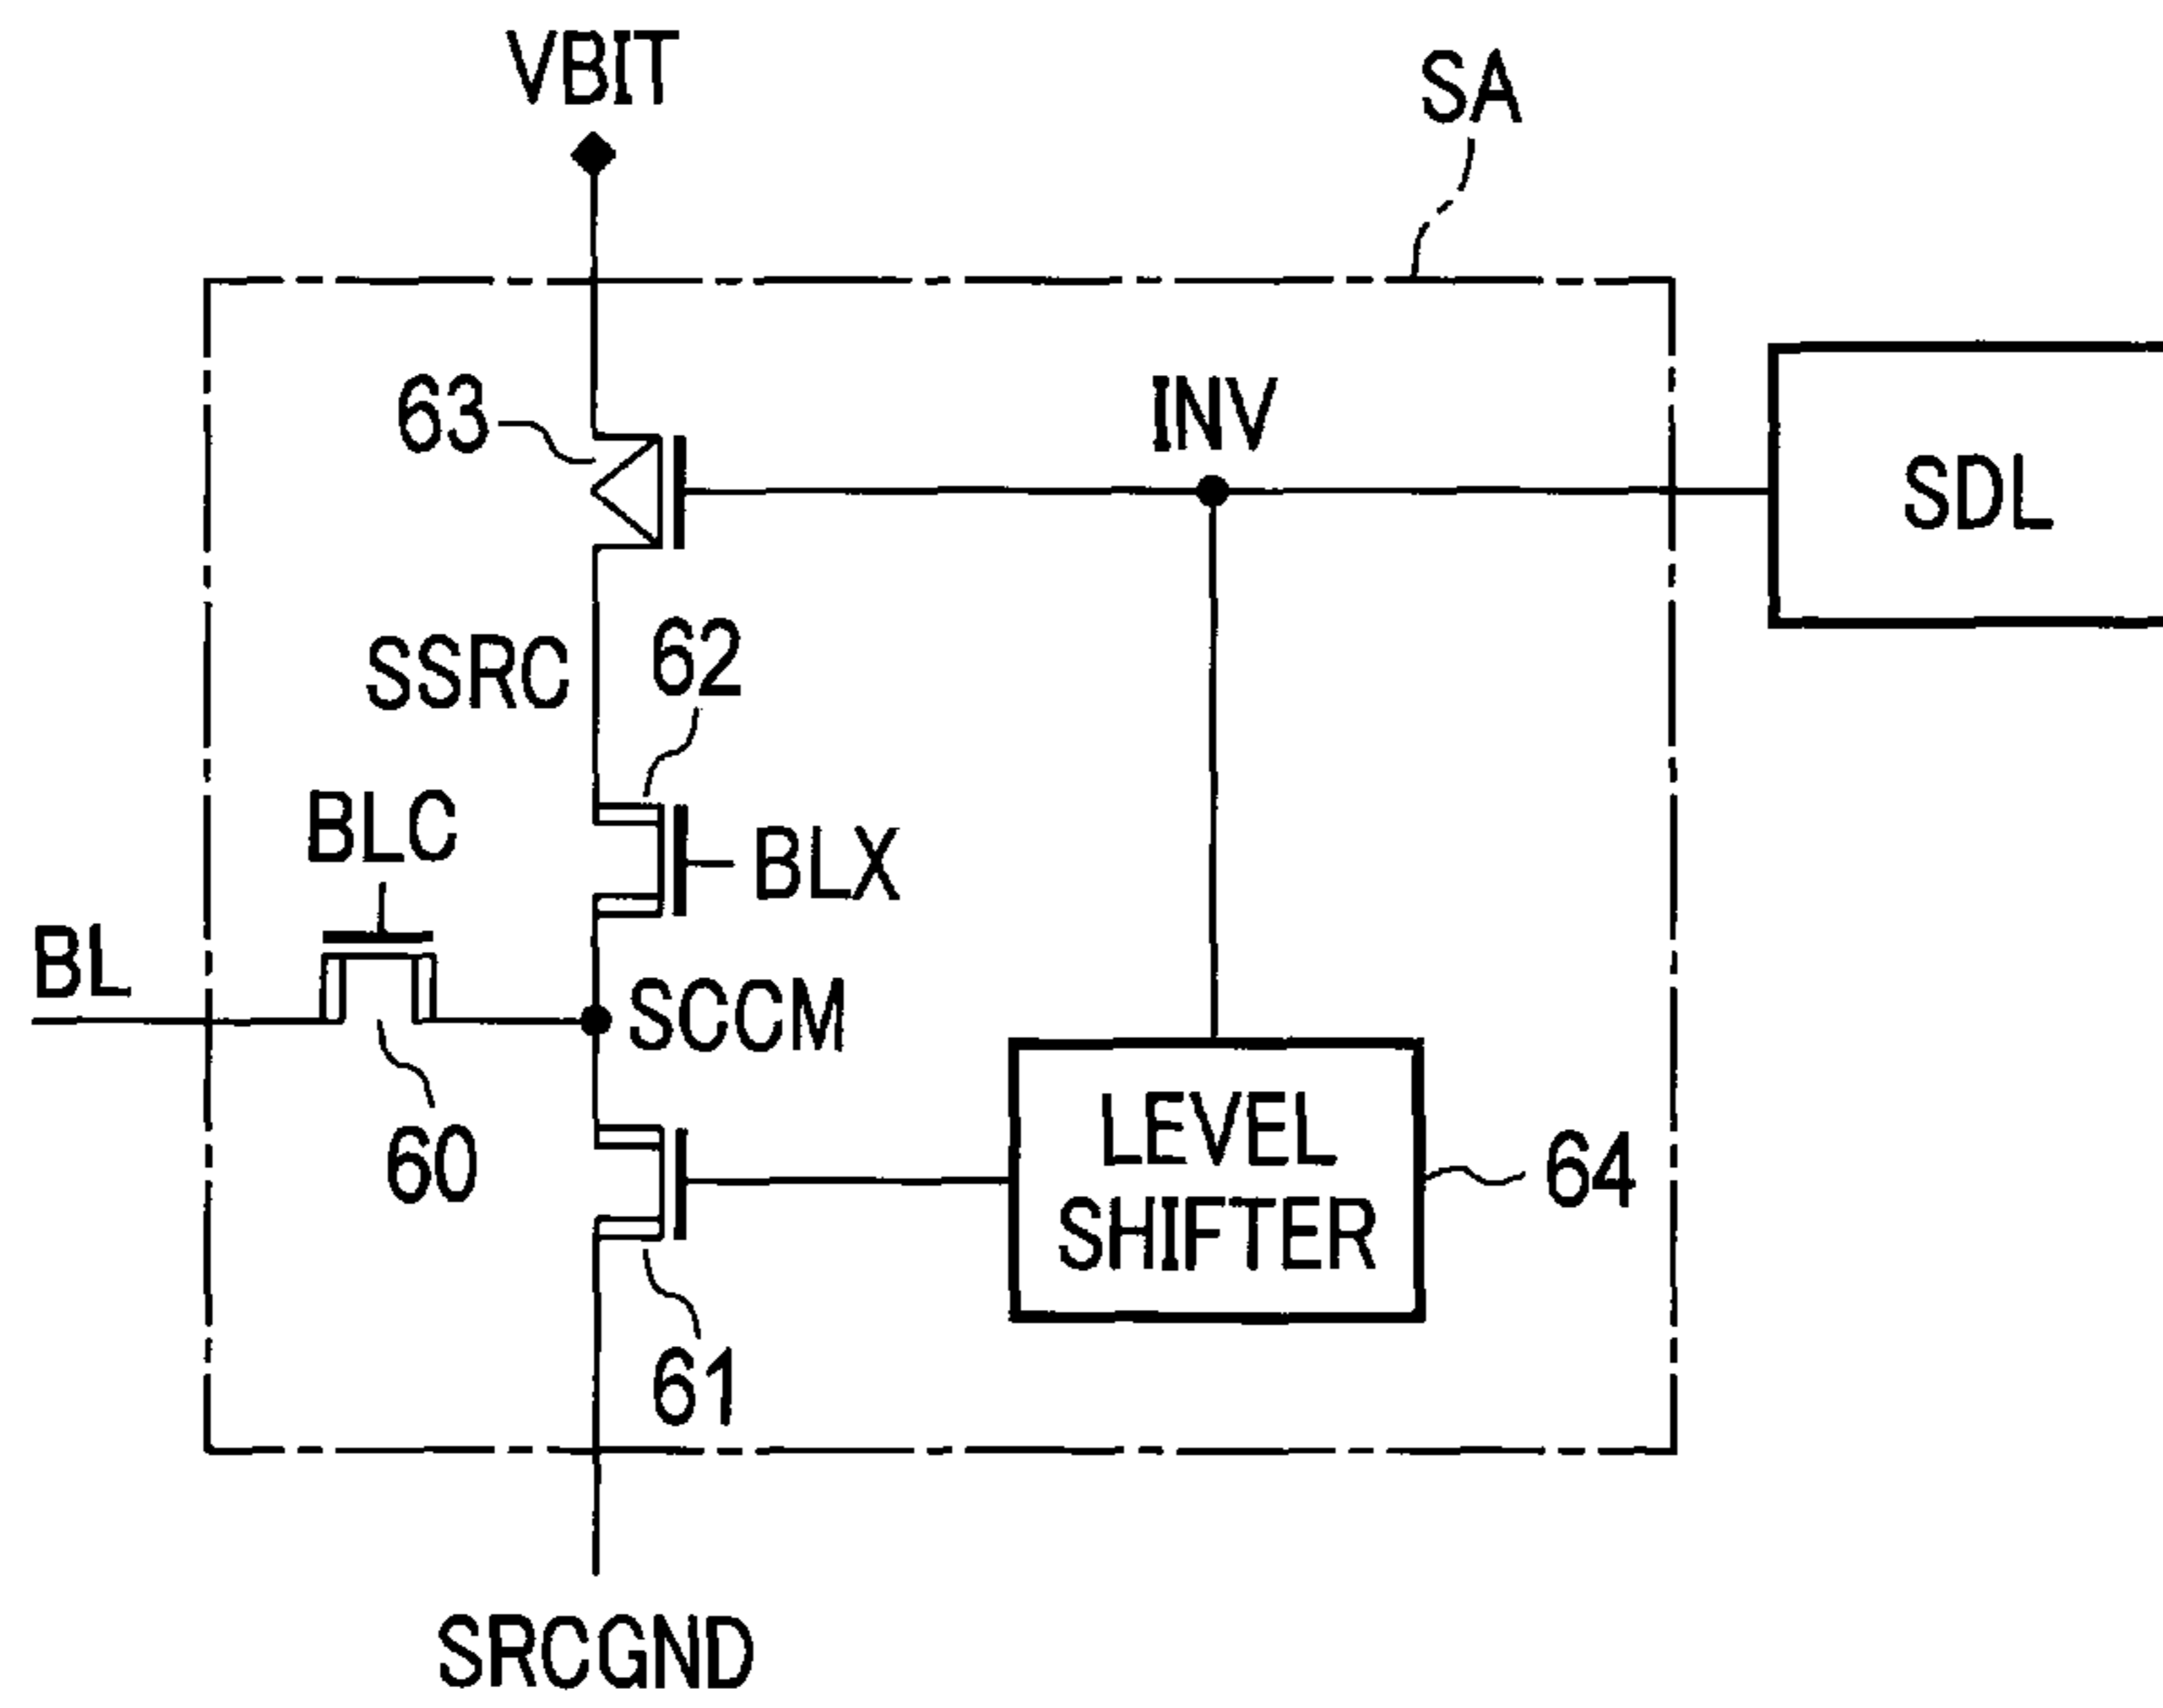 VBIT
SA
63
INV
SDL
SSRC
62
BLC
BLX
BL
SCCM
60
LEVEL
SHIFTER
64
61
SRCGND